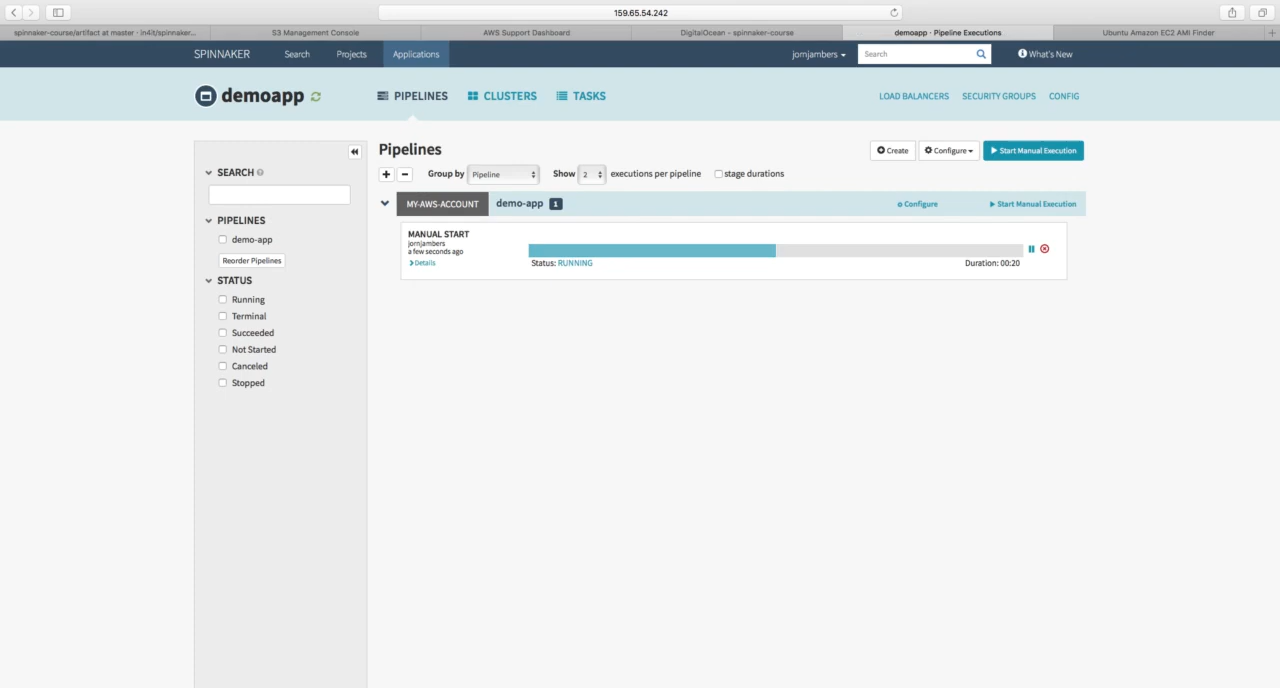 159.65.54.242
spinnaker-course/artifact at master · in4it/spinnaker...
S3 Management Console
AWS Support Dashboard
DigitalOcean - spinnaker-course
demoapp · Pipeline Executions
Ubuntu Amazon EC2 AMI Finder
SPINNAKER
Search
Projects
Applications
jornjambers
Search
What's New
demoapp
PIPELINES
CLUSTERS
TASKS
LOAD BALANCERS
SECURITY GROUPS
CONFIG
SEARCH
PIPELINES
demo-app
Reorder Pipelines
STATUS
Running
Terminal
Succeeded
Not Started
Canceled
Stopped
Pipelines
Create
Configure
Start Manual Execution
Group by
Pipeline
Show
2
executions per pipeline
stage durations
MY-AWS-ACCOUNT
demo-app
1
Configure
Start Manual Execution
MANUAL START
jornjambers
a few seconds ago
Details
Status: RUNNING
Duration: 00:20